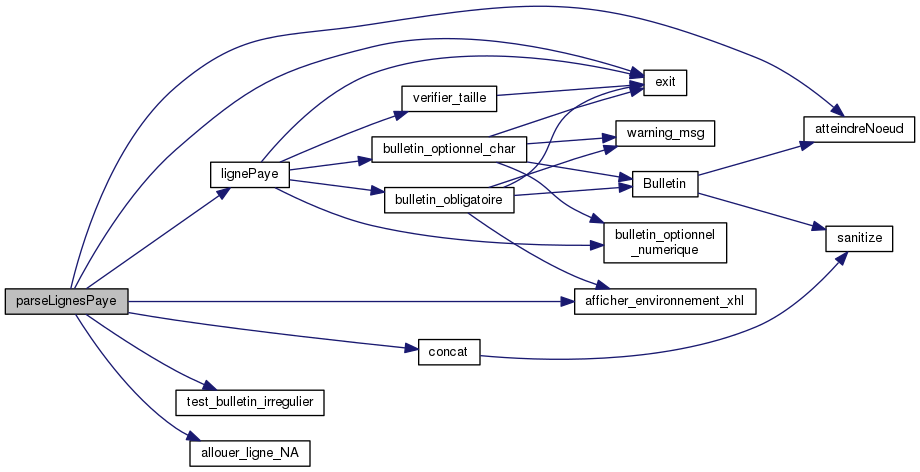 exit
verifier_taille
atteindreNoeud
warning_msg
bulletin_optionnel_char
lignePaye
Bulletin
bulletin_obligatoire
bulletin_optionnel
_numerique
sanitize
parseLignesPaye
afficher_environnement_xhl
concat
test_bulletin_irregulier
allouer_ligne_NA